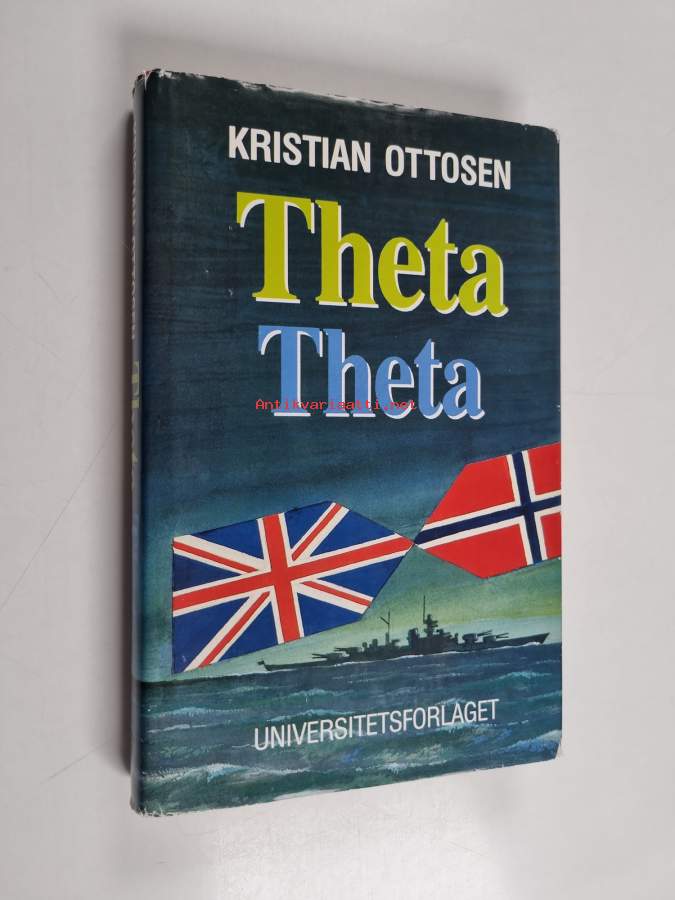 KRISTIAN OTTOSEN
Theta
Theta
Antikvariaatti.net
UNIVERSITETSFORLAGET